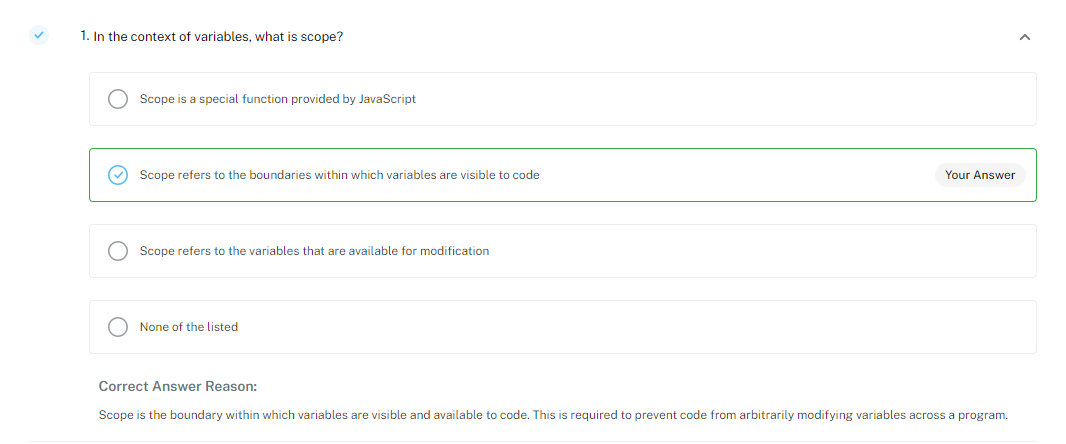 1. In the context of variables, what is scope?
Scope is a special function provided by JavaScript
Scope refers to the boundaries within which variables are visible to code
Your Answer
Scope refers to the variables that are available for modification
None of the listed
Correct Answer Reason:
Scope is the boundary within which variables are visible and available to code. This is required to prevent code from arbitrarily modifying variables across a program.